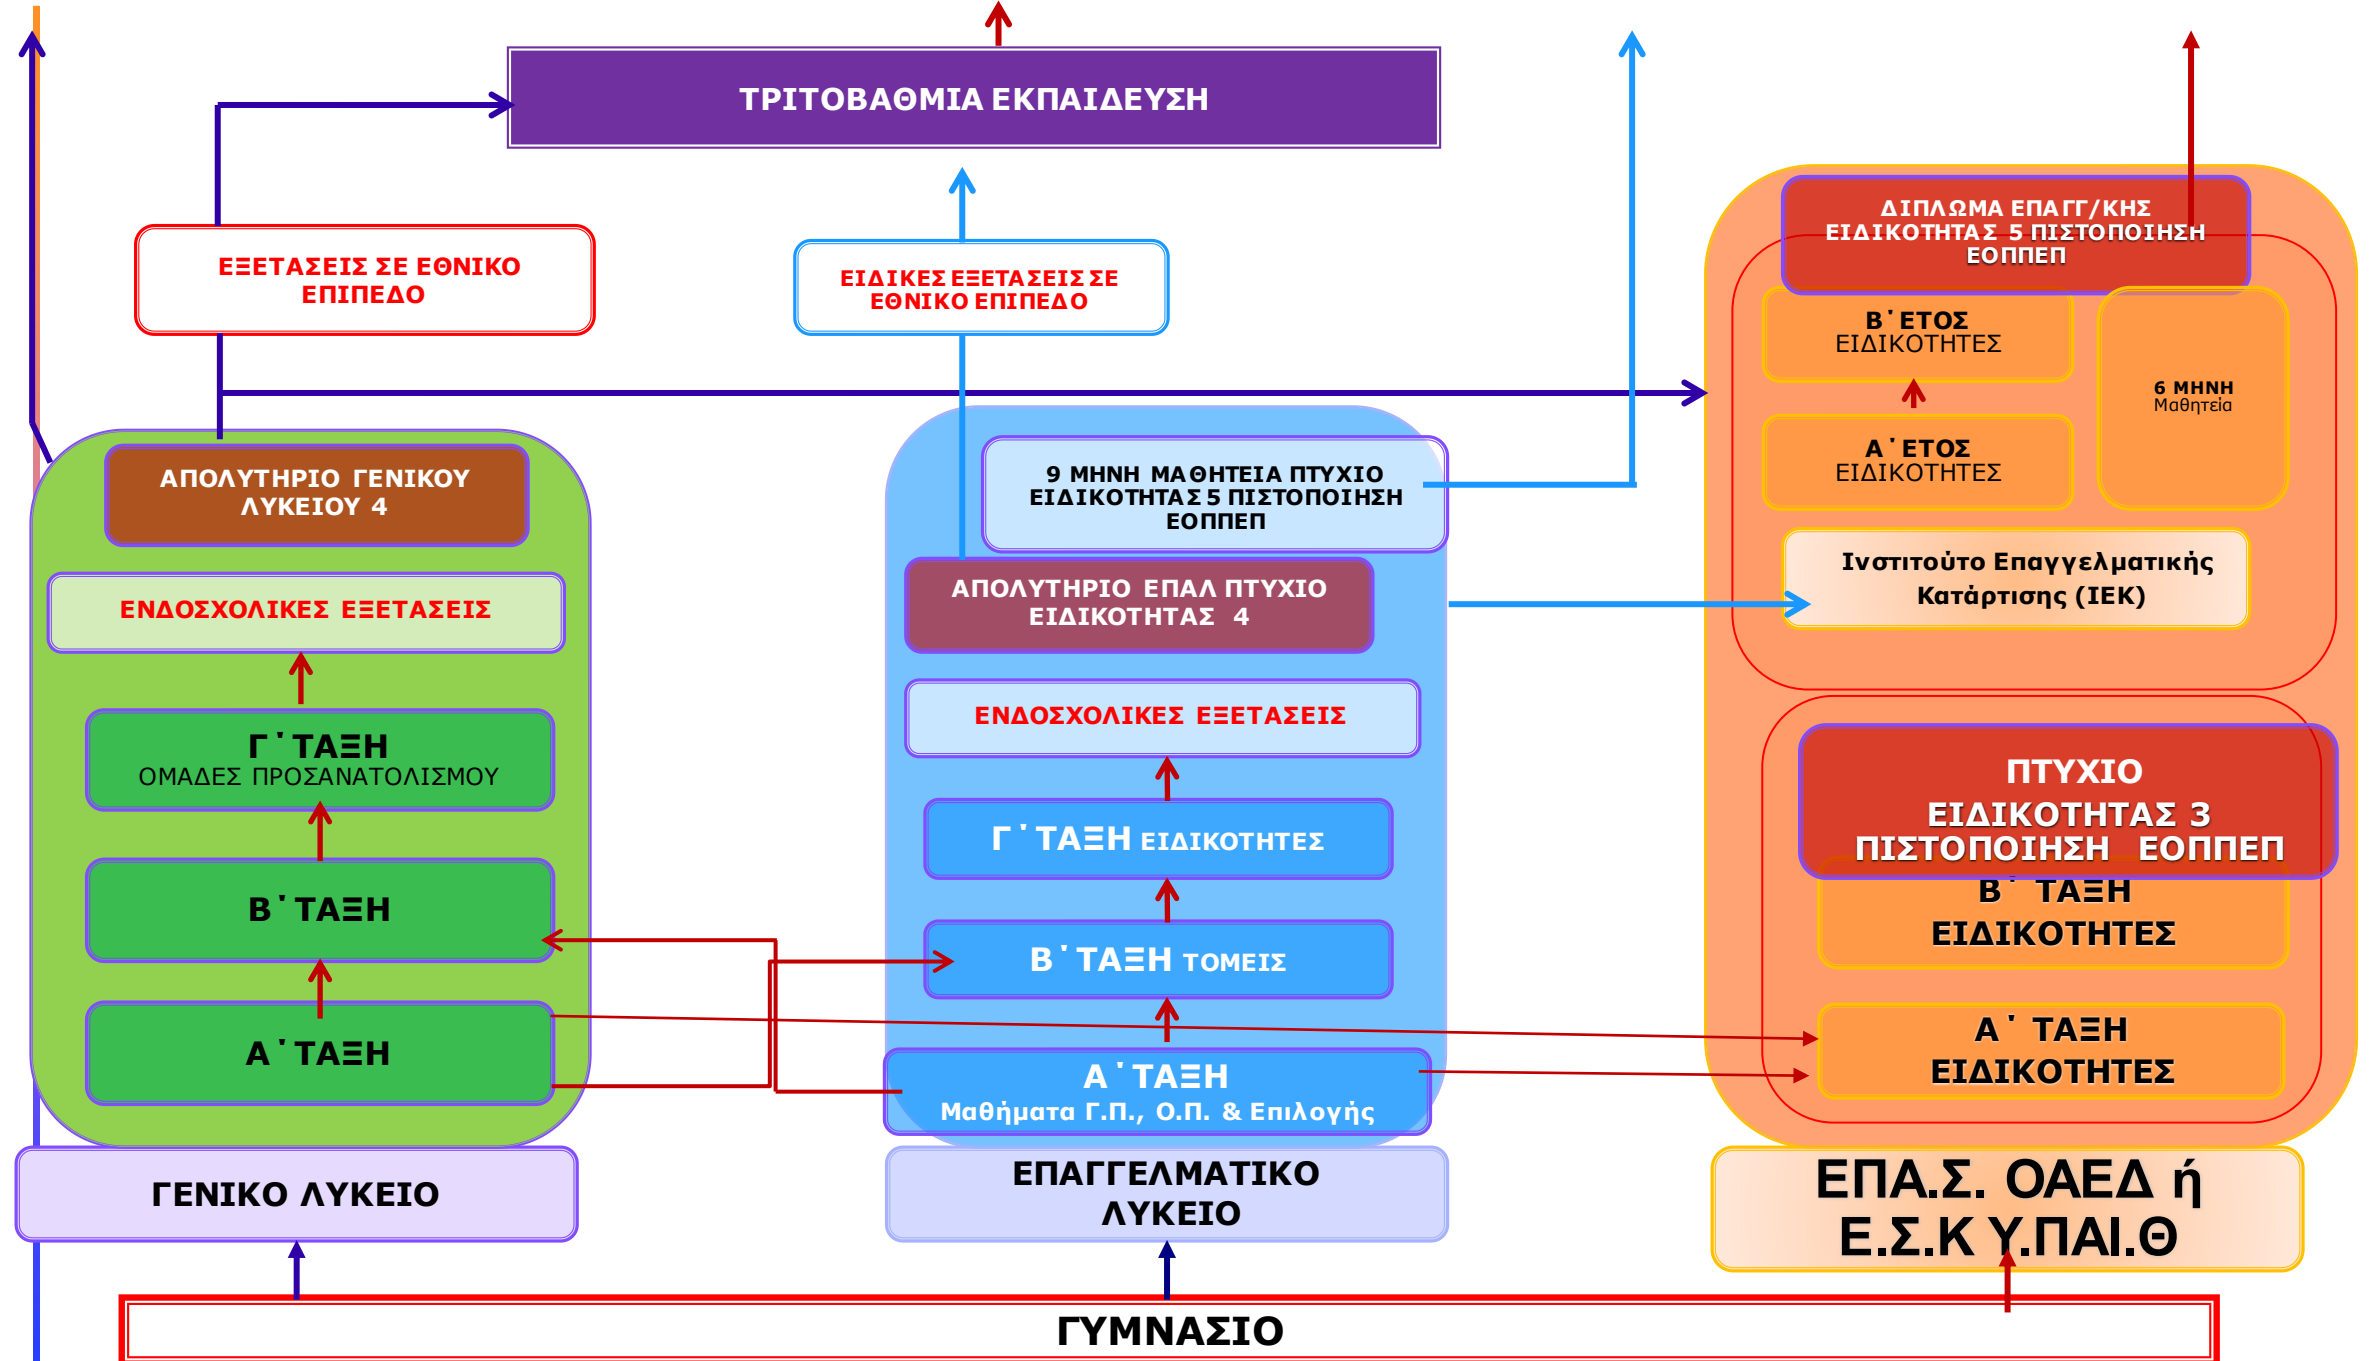 ΤΡΙΤΟΒΑΘΜΙΑ ΕΚΠΑΙΔΕΥΣΗ
ΕΞΕΤΑΣΕΙΣ ΣΕ ΕΘΝΙΚΟ
ΕΠΙΠΕΔΟ
ΕΙΔΙΚΕΣ ΕΞΕΤΑΣΕΙΣ ΣΕ
ΕΘΝΙΚΟ ΕΠΙΠΕΔΟ
ΑΠΟΛΥΤΗΡΙΟ ΓΕΝΙΚΟΥ
ΛΥΚΕΙΟΥ 4
ΕΝΔΟΣΧΟΛΙΚΕΣ ΕΞΕΤΑΣΕΙΣ
Γ΄ΤΑΞΗ
ΟΜΑΔΕΣ ΠΡΟΣΑΝΑΤΟΛΙΣΜΟΥ
Β΄ΤΑΞΗ
Α΄ΤΑΞΗ
ΓΕΝΙΚΟ ΛΥΚΕΙΟ
9 ΜΗΝΗ ΜΑΘΗΤΕΙΑ ΠΤΥΧΙΟ
ΕΙΔΙΚΟΤΗΤΑΣ 5 ΠΙΣΤΟΠΟΙΗΣΗ
ΕΟΠΠΕΠ
ΑΠΟΛΥΤΗΡΙΟ ΕΠΑΛ ΠΤΥΧΙΟ
ΕΙΔΙΚΟΤΗΤΑΣ 4
ΕΝΔΟΣΧΟΛΙΚΕΣ ΕΞΕΤΑΣΕΙΣ
Γ΄ΤΑΞΗ ΕΙΔΙΚΟΤΗΤΕΣ
Β΄ΤΑΞΗ ΤΟΜΕΙΣ
Α΄ΤΑΞΗ
Μαθήματα Γ.Π., Ο.Π. & Επιλογής
ΕΠΑΓΓΕΛΜΑΤΙΚΟ
ΛΥΚΕΙΟ
ΔΙΠΛΩΜΑ ΕΠΑΓΓ/ΚΗΣ
ΕΙΔΙΚΟΤΗΤΑΣ 5 ΠΙΣΤΟΠΟΙΗΣΗ
ΕΟΠΠΕΠ
Β΄ΕΤΟΣ
ΕΙΔΙΚΟΤΗΤΕΣ
6 ΜΗΝΗ
Μαθητεία
Α΄ΕΤΟΣ
ΕΙΔΙΚΟΤΗΤΕΣ
Ινστιτούτο Επαγγελματικής
Κατάρτισης (ΙΕΚ)
ΠΤΥΧΙΟ
ΕΙΔΙΚΟΤΗΤΑΣ 3
ΠΙΣΤΟΠΟΙΗΣΗ ΕΟΠΠΕΠ
Β΄ ΤΑΞΗ
ΕΙΔΙΚΟΤΗΤΕΣ
Α΄ ΤΑΞΗ
ΕΙΔΙΚΟΤΗΤΕΣ
ΕΠΑ.Σ. ΟΑΕΔ ή
Ε.Σ.Κ Υ.ΠΑΙ.Θ
ΓΥΜΝΑΣΙΟ